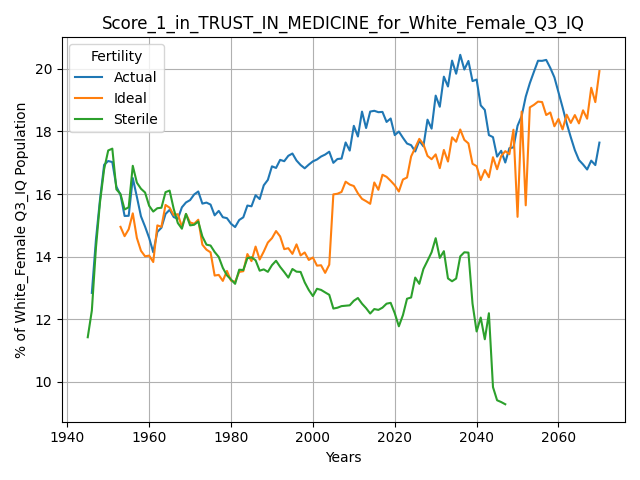 Score_1_in_TRUST_IN_MEDICINE_for_White_Female_Q3_IQ
Fertility
Actual
Ideal
Sterile
% of White_Female Q3_IQ Population
20
18
16
14
12
10
1940
1960
1980
2000
2020
2040
2060
Years